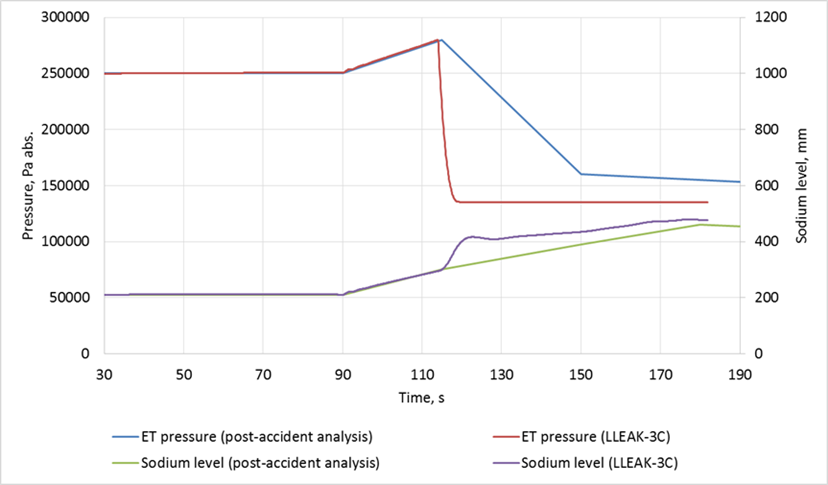 300000
250000
200000
150000
100000
50000
0
Pressure, Pa abs.
1200
1000
800
600
400
200
0
Sodium level, mm
30 50 70 90 110 130 150 170 190
Time, s
ET pressure (post-accident analysis) ET pressure (LLEAK-3C)
Sodium level (post-accident analysis) Sodium level (LLEAK-3C)